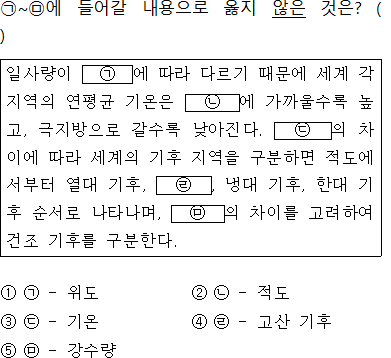 ㉠~㉤에 들어갈 내용으로 옳지 않은 것은? (
)
일사량이 ㉠에 따라 다르기 때문에 세계 각
지역의 연평균 기온은 ㉡에 가까울수록 높
고, 극지방으로 갈수록 낮아진다. ㉢의 차
이에 따라 세계의 기후 지역을 구분하면 적도에
서부터 열대 기후, ㉣, 냉대 기후, 한대 기
후 순서로 나타나며, ㉤의 차이를 고려하여
건조 기후를 구분한다.
① ㉠ - 위도 ② ㉡ - 적도
③ ㉢ - 기온 ④ ㉣ - 고산 기후
⑤ ㉤ - 강수량